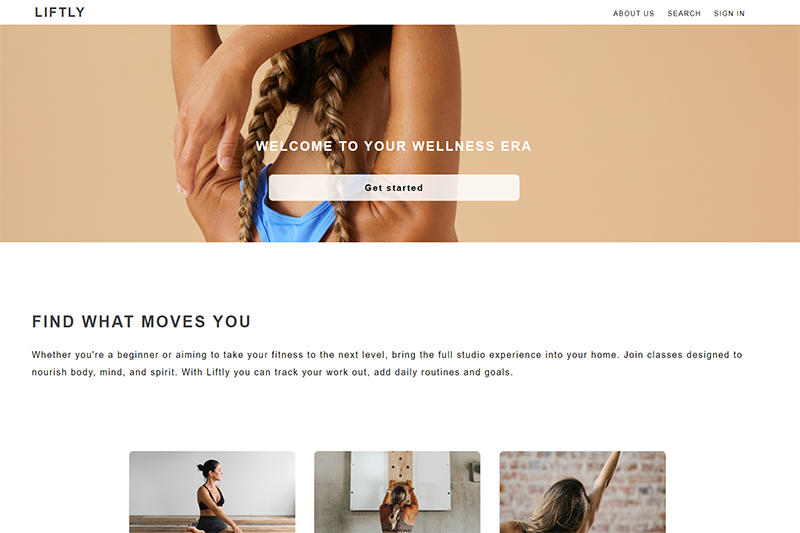 LIFTLY
ABOUT US SEARCH SIGN IN
WELCOME TO YOUR WELLNESS ERA
Get started
FIND WHAT MOVES YOU
Whether you're a beginner or aiming to take your fitness to the next level, bring the full studio experience into your home. Join classes designed to
nourish body, mind, and spirit. With Liftly you can track your work out, add daily routines and goals.